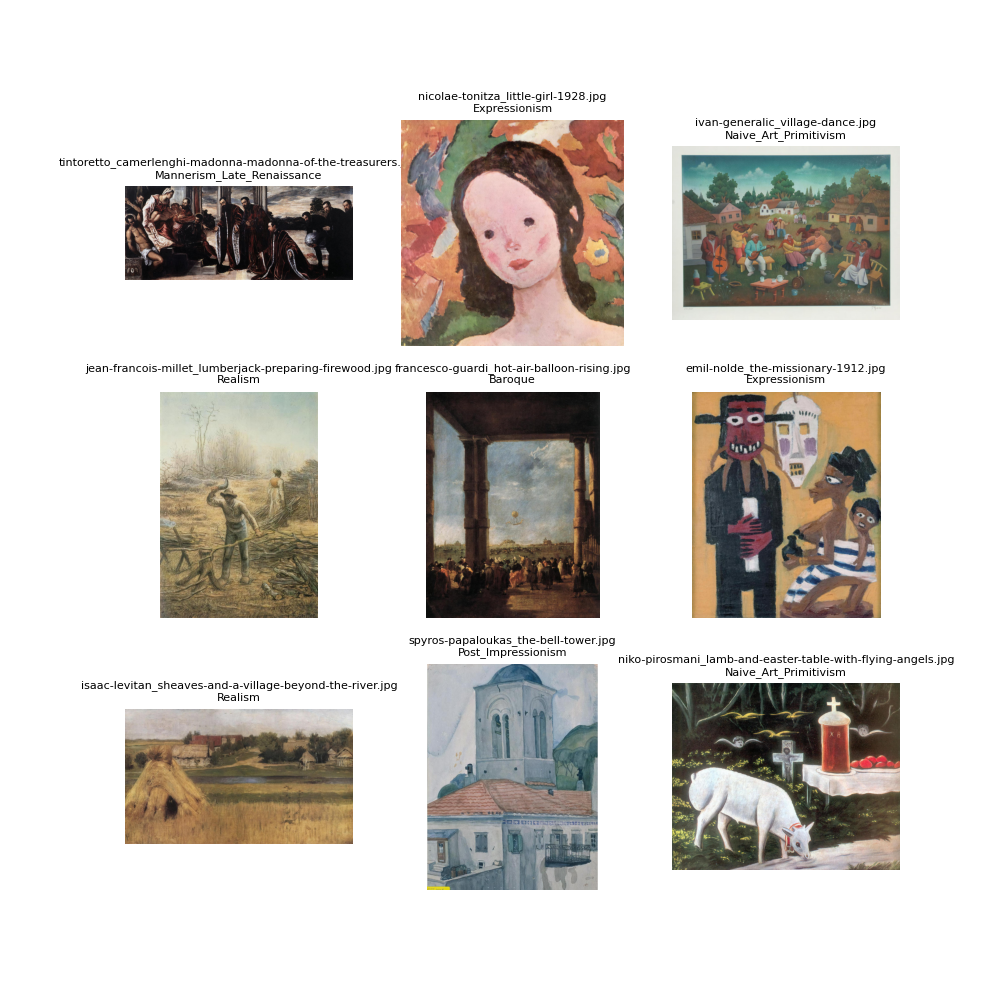 nicolae-tonitza_little-girl-1928.jpg
Expressionism
ivan-generalic_village-dance.jpg
Naive_Art_Primitivism
tintoretto_camerlenghi-madonna-madonna-of-the-treasurers.
Mannerism_Late_Renaissance
jean-francois-millet_lumberjack-preparing-firewood.jpg
Realism
francesco-guardi_hot-air-balloon-rising.jpg
Baroque
emil-nolde_the-missionary-1912.jpg
Expressionism
spyros-papaloukas_the-bell-tower.jpg
Post_Impressionism
niko-pirosmani_lamb-and-easter-table-with-flying-angels.jpg
Naive_Art_Primitivism
isaac-levitan_sheaves-and-a-village-beyond-the-river.jpg
Realism